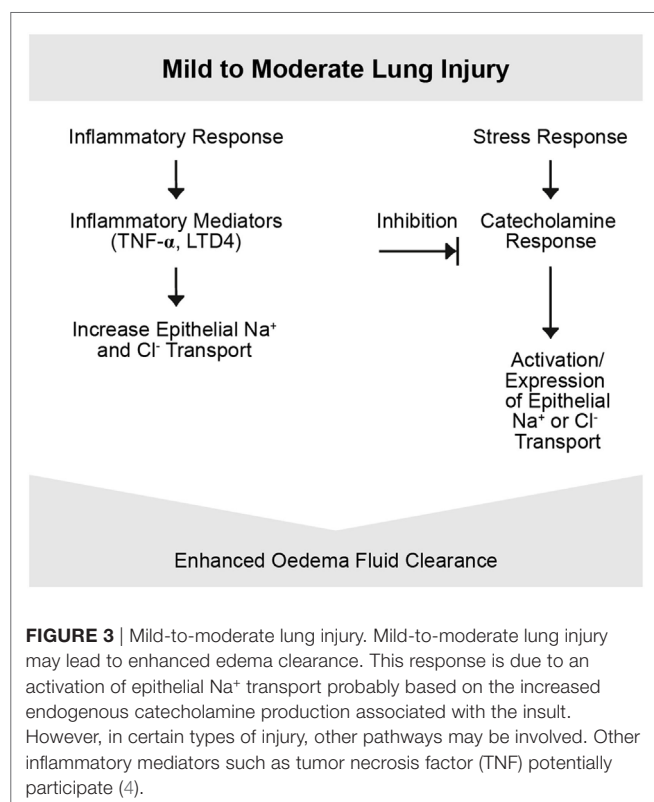 Mild to Moderate Lung Injury
Inflammatory Response
Inflammatory Mediators
(TNF-α, LTD4)
Increase Epithelial Na⁺
and Cl⁻ Transport
Inhibition
Stress Response
Catecholamine
Response
Activation/
Expression
of Epithelial
Na⁺ or Cl⁻
Transport
Enhanced Oedema Fluid Clearance
FIGURE 3 | Mild-to-moderate lung injury. Mild-to-moderate lung injury
may lead to enhanced edema clearance. This response is due to an
activation of epithelial Na⁺ transport probably based on the increased
endogenous catecholamine production associated with the insult.
However, in certain types of injury, other pathways may be involved. Other
inflammatory mediators such as tumor necrosis factor (TNF) potentially
participate (4).